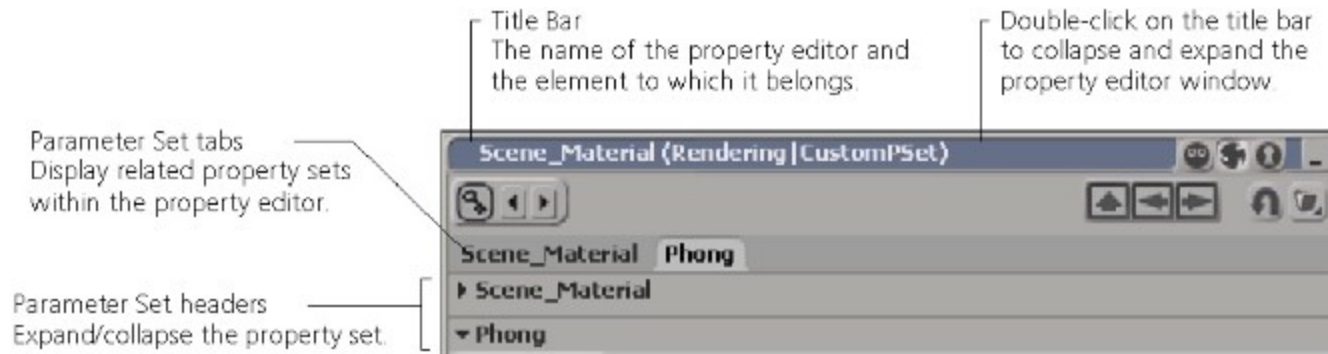 Title Bar
The name of the property editor and
the element to which it belongs.
Double-click on the title bar
to collapse and expand the
property editor window.
Parameter Set tabs
Display related property sets
within the property editor.
Scene_Material (Rendering|CustomPSet)
Scene_Material Phong
Parameter Set headers
Expand/collapse the property set.
Scene_Material
Phong